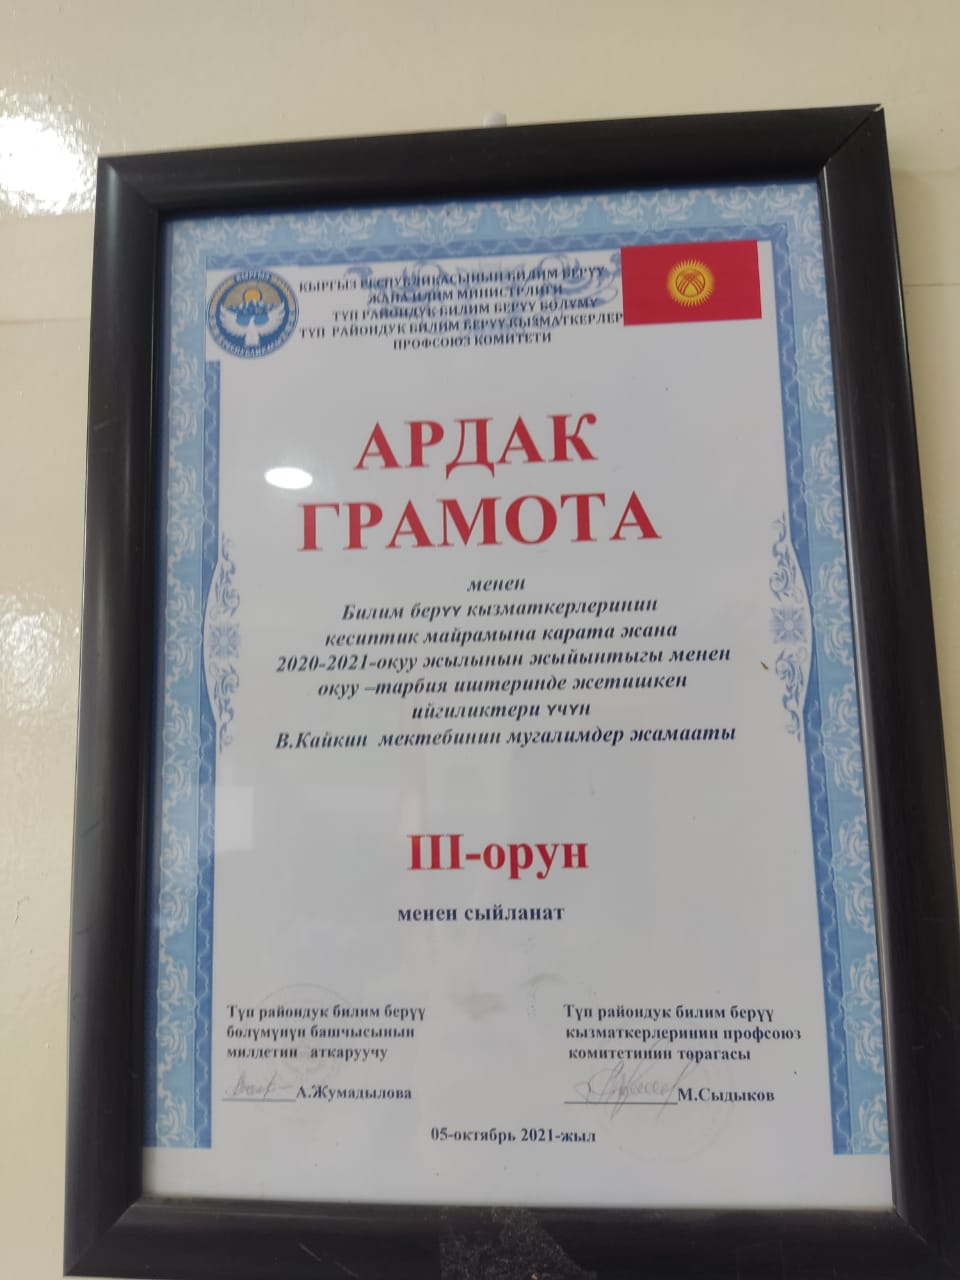 КЫРГЫЗ РЕСПУБЛИКАСЫНЫН БИЛИМ БЕРҮҮ
ЖАНА ИЛИМ МИНИСТРЛИГИ
ТҮП РАЙОНДУК БИЛИМ БЕРҮҮ БӨЛҮМҮ
ТҮП РАЙОНДУК БИЛИМ БЕРҮҮ КЫЗМАТКЕРЛЕР
ПРОФСОЮЗ КОМИТЕТИ
АРДАК
ГРАМОТА
менен
Билим берүү кызматкерлеринин
кесиптик майрамына карата жана
2020-2021-окуу жылынын жыйынтыгы менен
окуу –тарбия иштеринде жетишкен
ийгиликтери үчүн
В.Кайкин мектебинин мугалимдер жамааты
III-орун
менен сыйланат
Түп райондук билим берүү
бөлүмүнүн башчысынын
милдетин аткаруучу
А.Жумадылова
Түп райондук билим берүү
кызматкерлеринин профсоюз
комитетинин төрагасы
М.Сыдыков
05-октябрь 2021-жыл